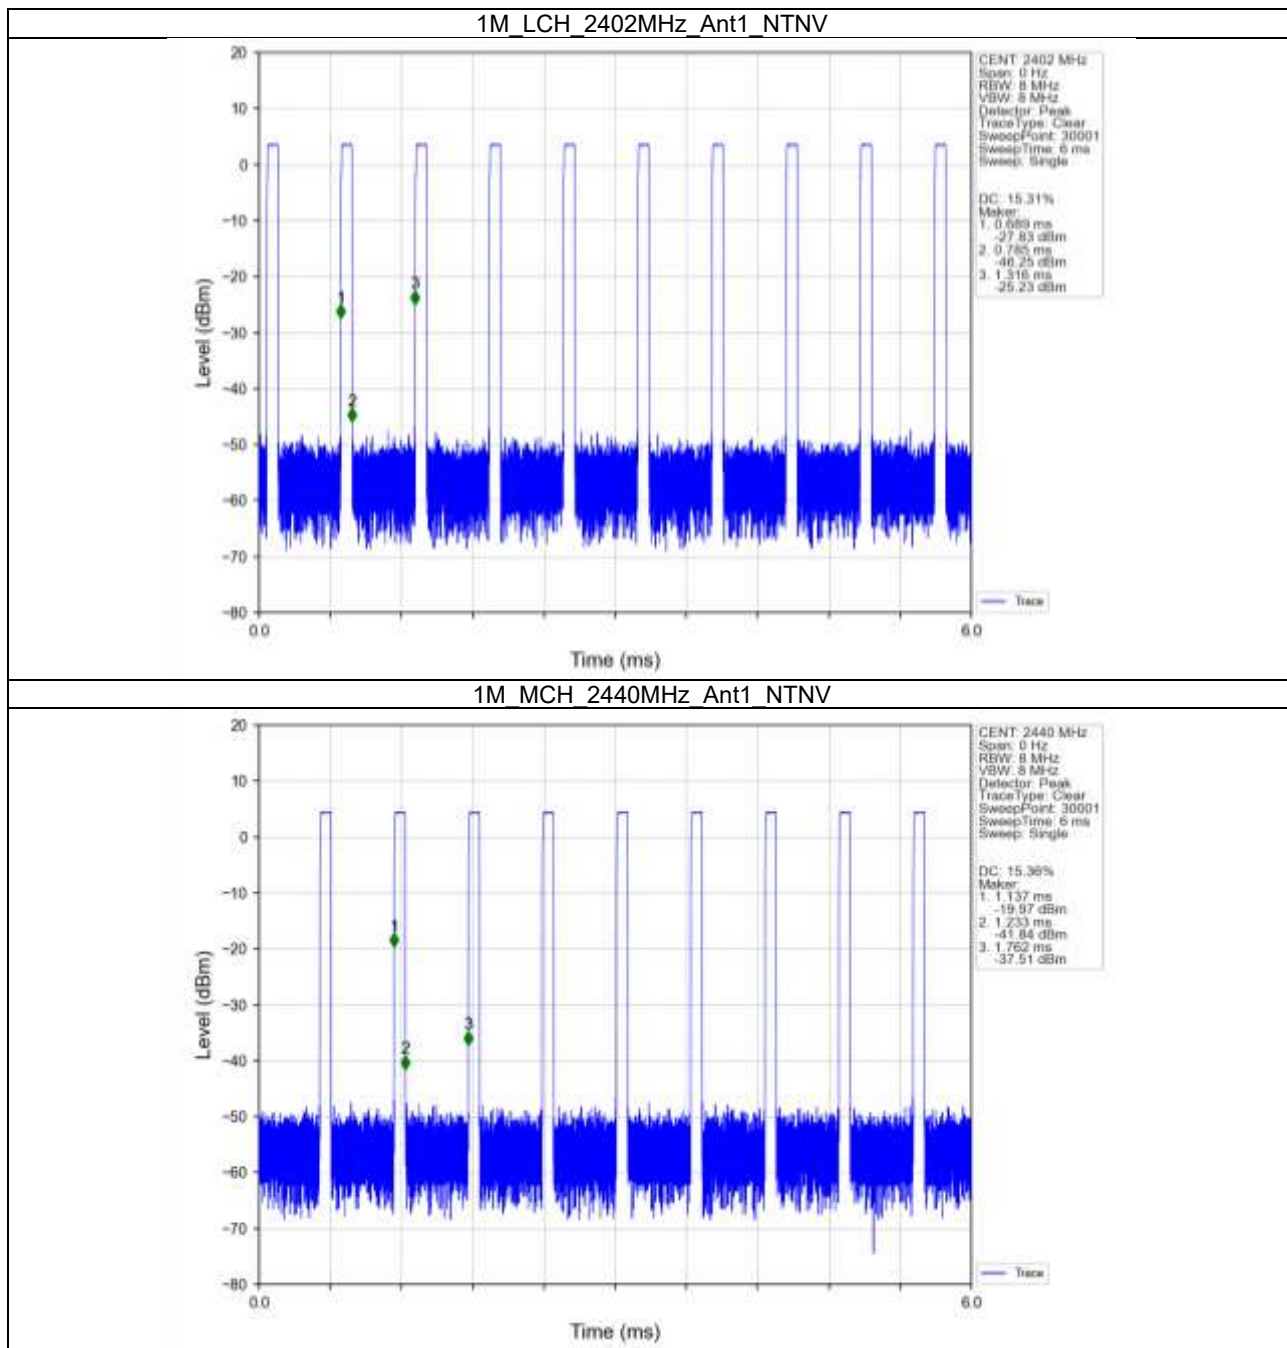 1M_LCH_2402MHz_Ant1_NTNV
20
10
0
−10
−20
−30
−40
−50
−60
−70
−80
Level (dBm)
0.0
6.0
Time (ms)
1
2
3
CENT: 2402 MHz
Span: 0 Hz
RBW: 8 MHz
VBW: 8 MHz
Detector: Peak
TraceType: Clear
SweepPoint: 30001
SweepTime: 6 ms
Sweep: Single
DC: 15.31%
Maker:
1. 0.689 ms
-27.83 dBm
2. 0.785 ms
-46.25 dBm
3. 1.316 ms
-25.23 dBm
Trace
1M_MCH_2440MHz_Ant1_NTNV
20
10
0
−10
−20
−30
−40
−50
−60
−70
−80
Level (dBm)
0.0
6.0
Time (ms)
1
2
3
CENT: 2440 MHz
Span: 0 Hz
RBW: 8 MHz
VBW: 8 MHz
Detector: Peak
TraceType: Clear
SweepPoint: 30001
SweepTime: 6 ms
Sweep: Single
DC: 15.36%
Maker:
1. 1.137 ms
-19.97 dBm
2. 1.233 ms
-41.84 dBm
3. 1.762 ms
-37.51 dBm
Trace